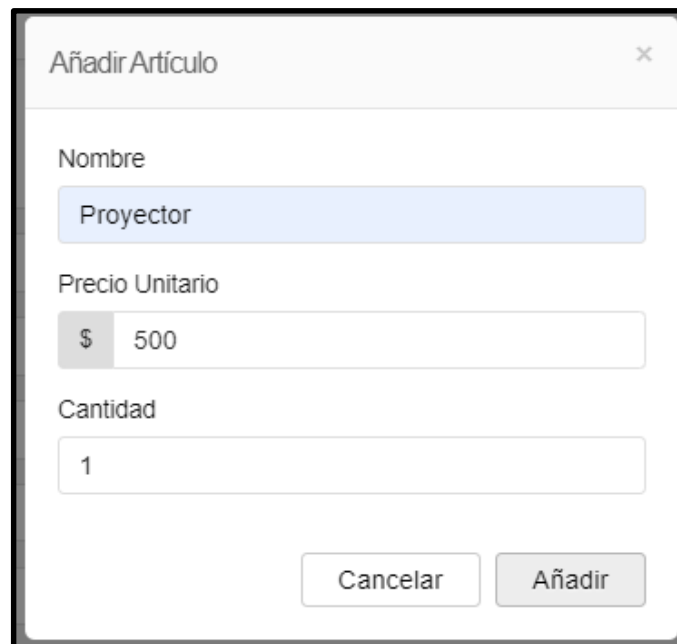 Añadir Artículo ×
Nombre
Proyector
Precio Unitario
$ 500
Cantidad
1
Cancelar Añadir